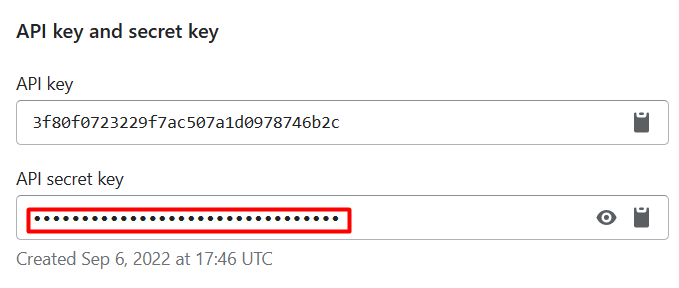 API key and secret key
API key
3f80f0723229f7ac507a1d0978746b2c
API secret key
••••••••••••••••••••••••••••••••
Created Sep 6, 2022 at 17:46 UTC